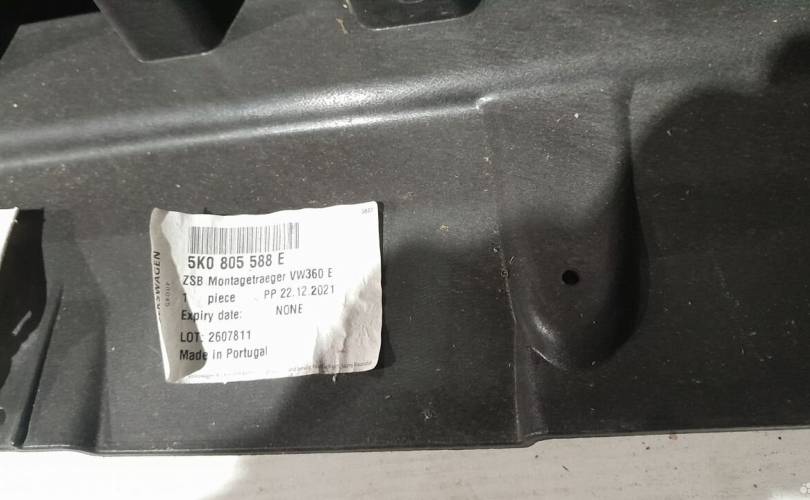 5K0 805 588 E
ZSB Montagetraeger VW360 E
1 piece PP 22.12.2021
Expiry date: NONE
LOT: 2607811
Made in Portugal